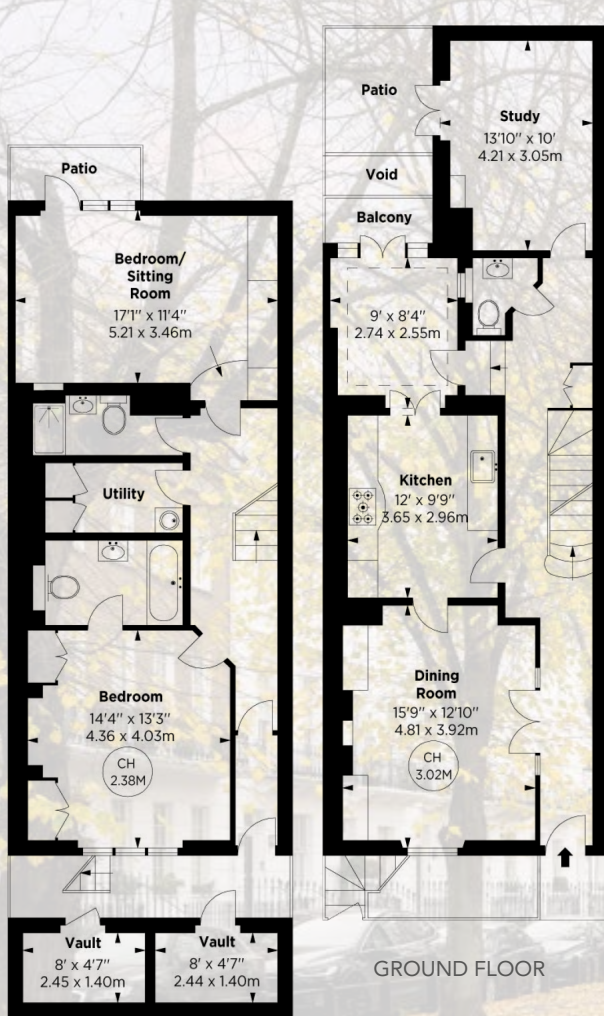 Patio
Bedroom/
Sitting
Room
17'1" x 11'4"
5.21 x 3.46m
Utility
Bedroom
14'4" x 13'3"
4.36 x 4.03m
CH
2.38M
Vault
8' x 4'7"
2.45 x 1.40m
Vault
8' x 4'7"
2.44 x 1.40m
Patio
Study
13'10" x 10'
4.21 x 3.05m
Void
Balcony
9' x 8'4"
2.74 x 2.55m
Kitchen
12' x 9'9"
3.65 x 2.96m
Dining
Room
15'9" x 12'10"
4.81 x 3.92m
CH
3.02M
GROUND FLOOR